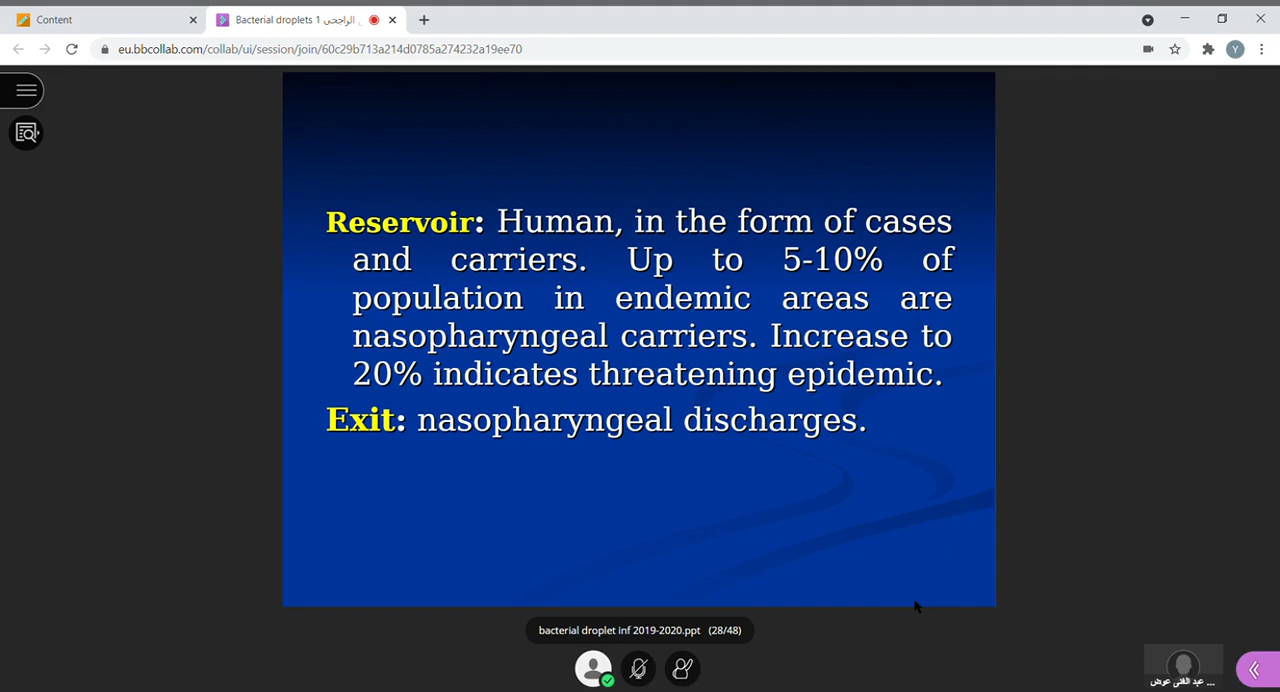 Content
Bacterial droplets 1 الراجحى
eu.bbcollab.com/collab/ui/session/join/60c29b713a214d0785a274232a19ee70
Y
Reservoir: Human, in the form of cases
and carriers. Up to 5-10% of
population in endemic areas are
nasopharyngeal carriers. Increase to
20% indicates threatening epidemic.
Exit: nasopharyngeal discharges.
bacterial droplet inf 2019-2020.ppt (28/48)
عبد الغنى عوض ...